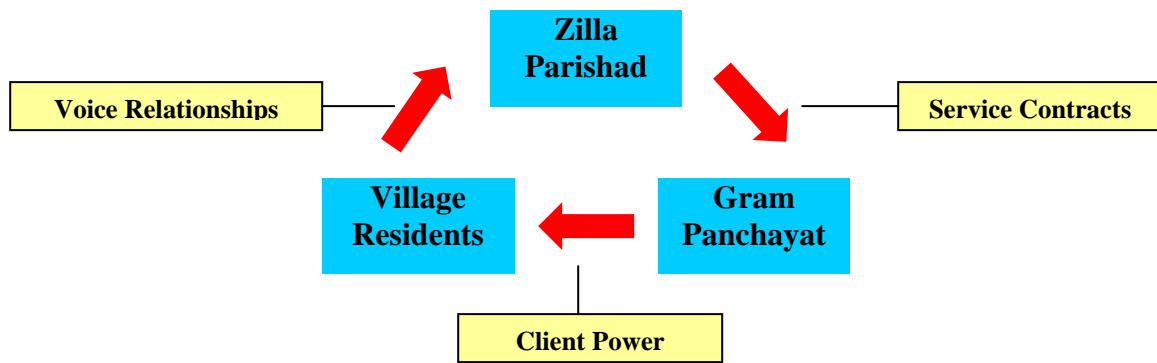 Zilla
Parishad
Voice Relationships
Service Contracts
Village
Residents
Gram
Panchayat
Client Power